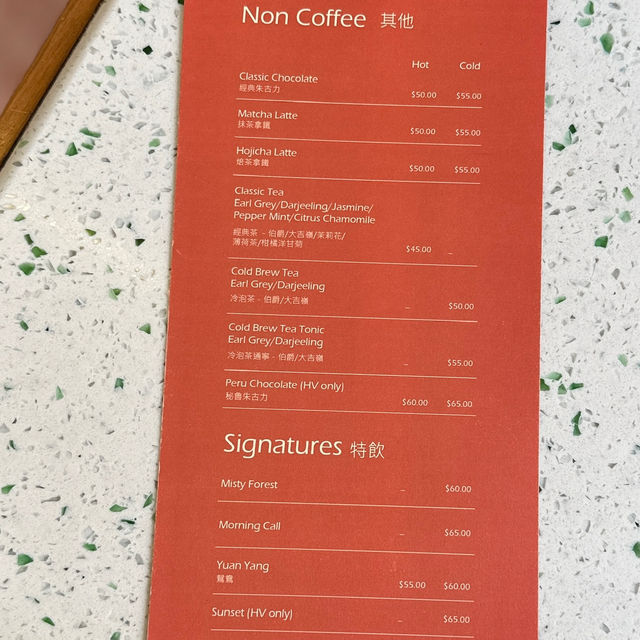 Non Coffee 其他
Hot Cold
Classic Chocolate
經典朱古力 $50.00 $55.00
Matcha Latte
抹茶拿鐵 $50.00 $55.00
Hojicha Latte
焙茶拿鐵 $50.00 $55.00
Classic Tea
Earl Grey/Darjeeling/Jasmine/
Pepper Mint/Citrus Chamomile
經典茶 - 伯爵/大吉嶺/茉莉花/
薄荷茶/柑橘洋甘菊 $45.00 –
Cold Brew Tea
Earl Grey/Darjeeling
冷泡茶 - 伯爵/大吉嶺 – $50.00
Cold Brew Tea Tonic
Earl Grey/Darjeeling
冷泡茶通寧 - 伯爵/大吉嶺 – $55.00
Peru Chocolate (HV only)
秘魯朱古力 $60.00 $65.00
Signatures 特飲
Misty Forest – $60.00
Morning Call – $65.00
Yuan Yang
鴛鴦 $55.00 $60.00
Sunset (HV only) – $65.00